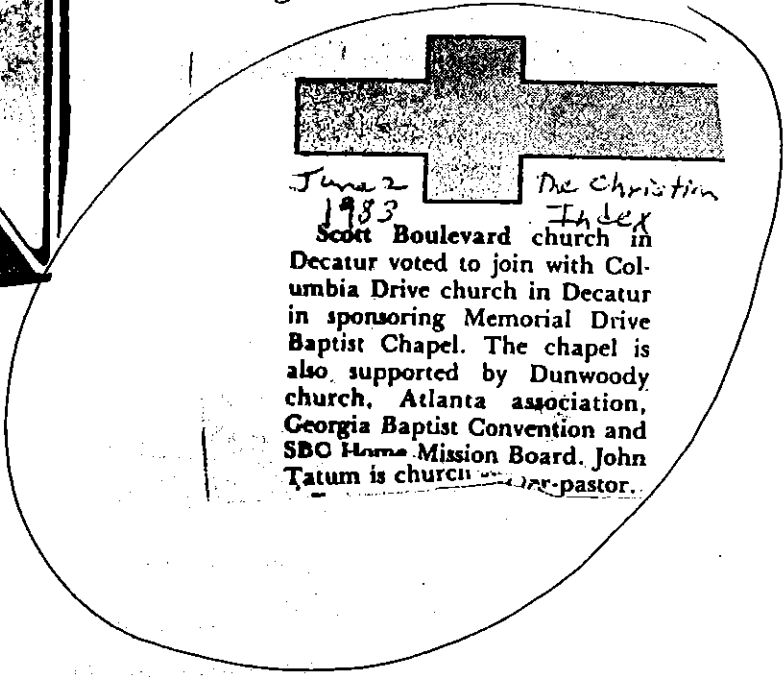 June 2 The Christian
1983 Index
Scott Boulevard church in
Decatur voted to join with Col-
umbia Drive church in Decatur
in sponsoring Memorial Drive
Baptist Chapel. The chapel is
also supported by Dunwoody
church, Atlanta association,
Georgia Baptist Convention and
SBC Home Mission Board. John
Tatum is church -pastor.